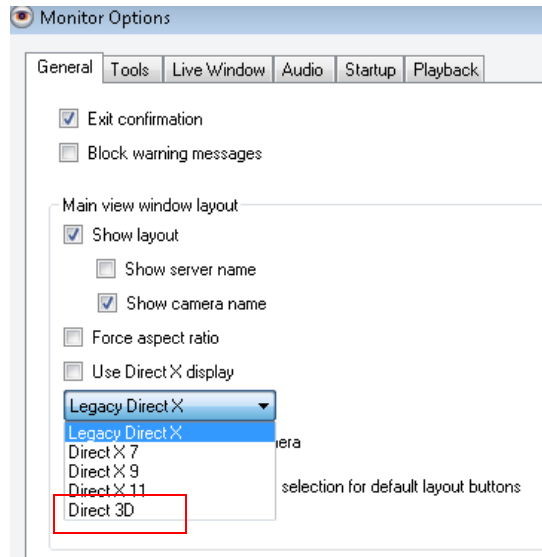 Monitor Options
General Tools Live Window Audio Startup Playback
Exit confirmation
Block warning messages
Main view window layout
Show layout
Show server name
Show camera name
Force aspect ratio
Use Direct X display
Legacy Direct X
Legacy Direct X
Direct X 7
Direct X 9
Direct X 11
selection for default layout buttons
Direct 3D